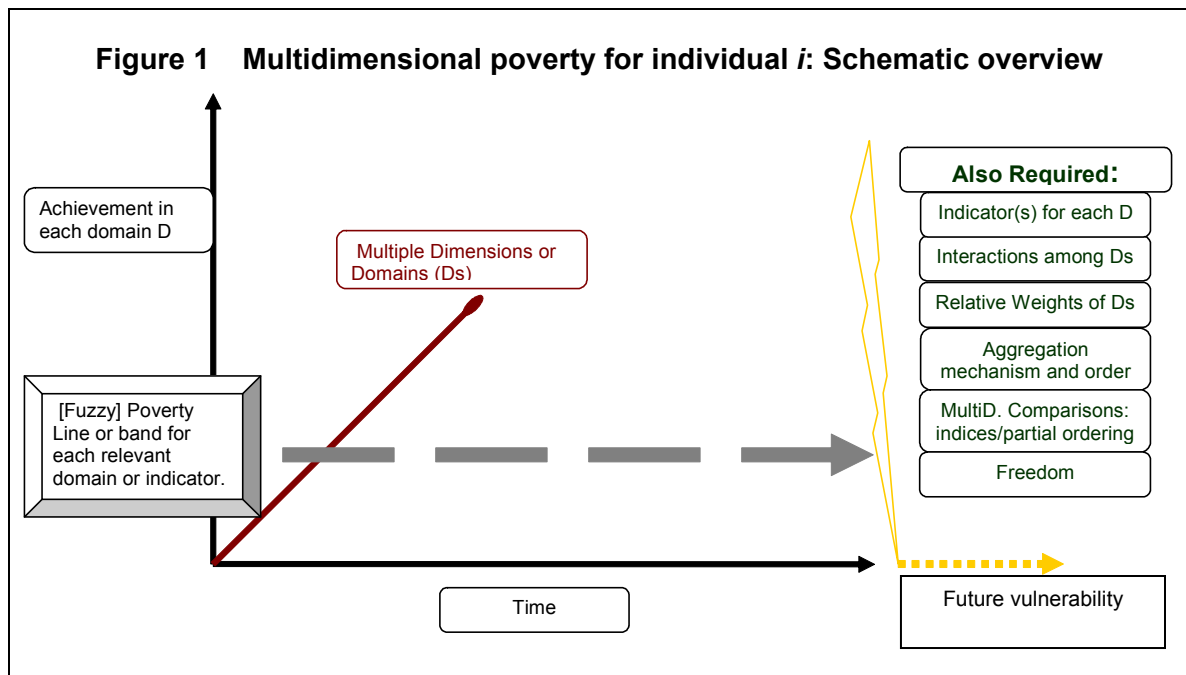 Figure 1 Multidimensional poverty for individual i: Schematic overview
Achievement in
each domain D
Multiple Dimensions or
Domains (Ds)
[Fuzzy] Poverty
Line or band for
each relevant
domain or indicator.
Time
Also Required:
Indicator(s) for each D
Interactions among Ds
Relative Weights of Ds
Aggregation
mechanism and order
MultiD. Comparisons:
indices/partial ordering
Freedom
Future vulnerability